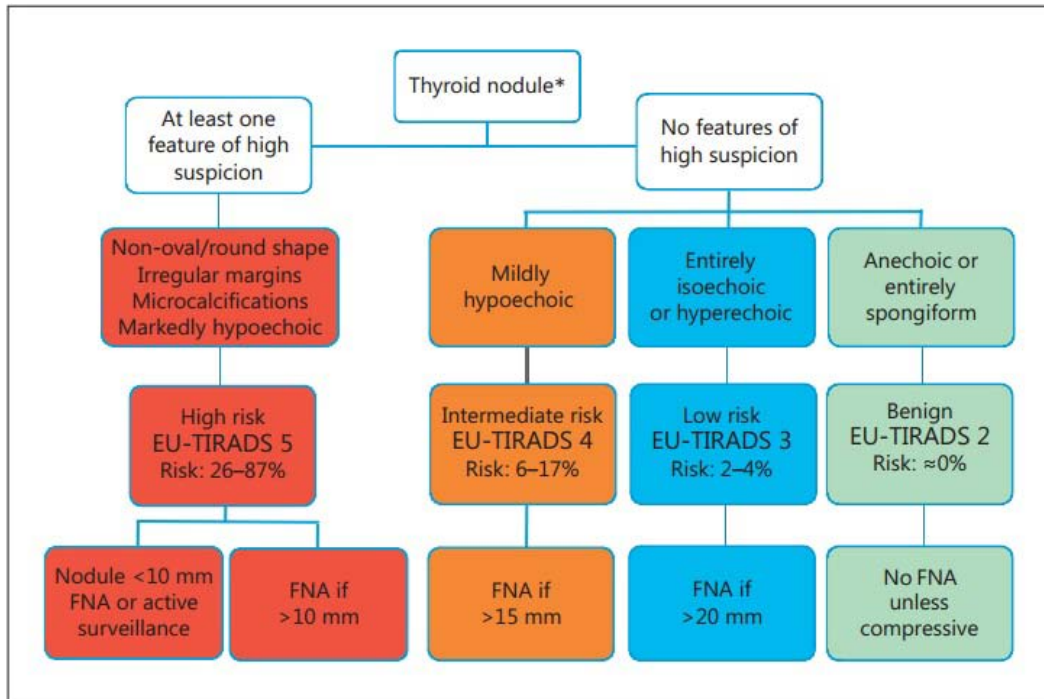 Thyroid nodule*
At least one
feature of high
suspicion
No features of
high suspicion
Non-oval/round shape
Irregular margins
Microcalcifications
Markedly hypoechoic
Mildly
hypoechoic
Entirely
isoechoic
or hyperechoic
Anechoic or
entirely
spongiform
High risk
EU-TIRADS 5
Risk: 26–87%
Intermediate risk
EU-TIRADS 4
Risk: 6–17%
Low risk
EU-TIRADS 3
Risk: 2–4%
Benign
EU-TIRADS 2
Risk: ≈0%
Nodule <10 mm
FNA or active
surveillance
FNA if
>10 mm
FNA if
>15 mm
FNA if
>20 mm
No FNA
unless
compressive